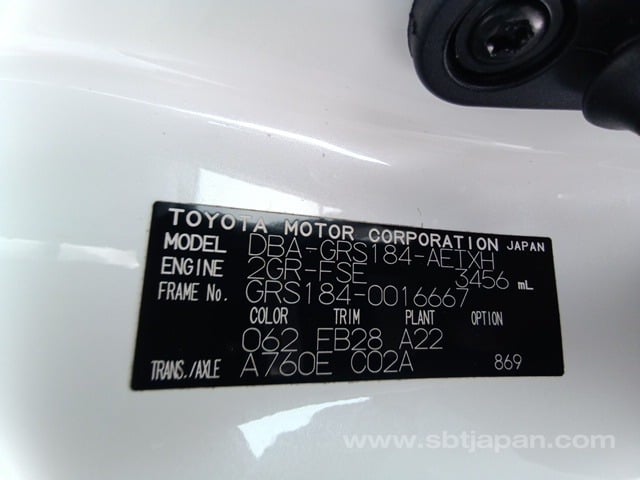 TOYOTA MOTOR CORPORATION JAPAN
MODEL DBA-GRS184-AETXH
ENGINE 2GR-FSE 3456 mL
FRAME No. GRS184-0016667
COLOR TRIM PLANT OPTION
062 FB28 A22
TRANS./AXLE A760E C02A 869
www.sbtjapan.com